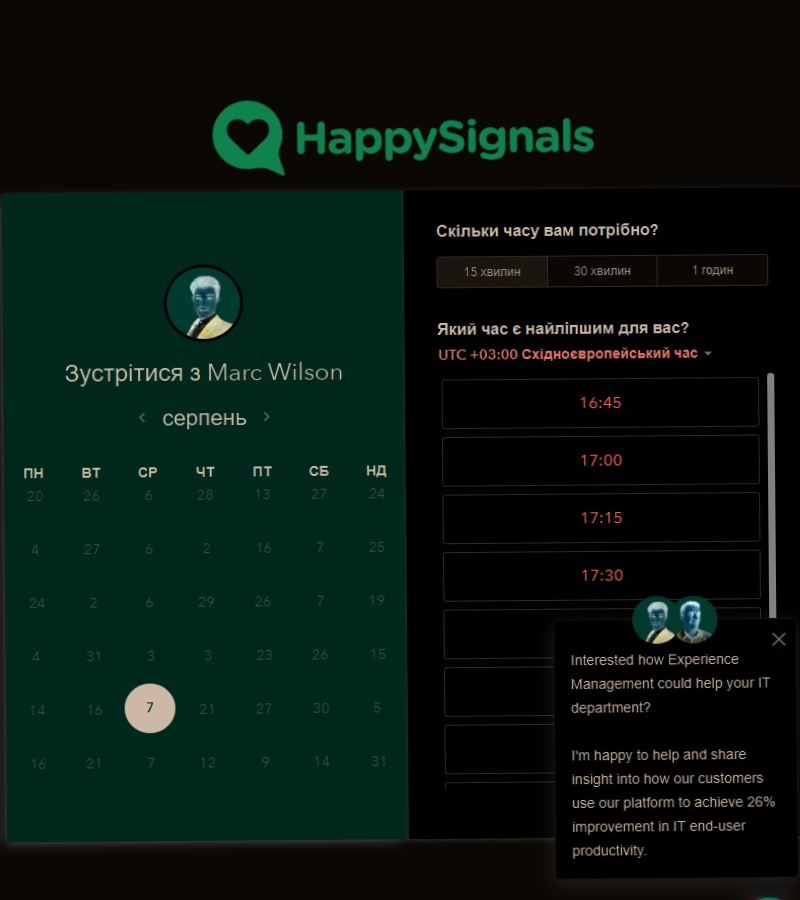 HappySignals
Зустрітися з Marc Wilson
серпень
ПН ВТ СР ЧТ ПТ СБ НД
20 26 6 28 13 27 24
4 27 6 2 16 7 25
24 2 6 29 26 7 19
4 31 3 3 23 26 15
14 16 7 21 27 30 5
16 21 7 12 9 14 31
Скільки часу вам потрібно?
15 хвилин 30 хвилин 1 годин
Який час є найліпшим для вас?
UTC +03:00 Східноєвропейський час
16:45
17:00
17:15
17:30
Interested how Experience
Management could help your IT
department?
I'm happy to help and share
insight into how our customers
use our platform to achieve 26%
improvement in IT end-user
productivity.